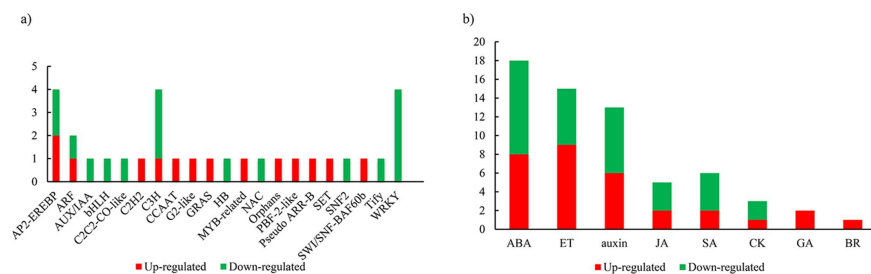 a)
5
4
3
2
1
0
AP2-EREBP
ARF
AUX/IAA
bHLH
C2C2-CO-like
C2H2
C3H
CCAAT
G2-like
GRAS
HB
MYB-related
NAC
Orphans
PBF-2-like
Pseudo ARR-B
SET
SNF2
SWI/SNF-BAF60b
Tify
WRKY
Up-regulated Down-regulated
b)
20
18
16
14
12
10
8
6
4
2
0
ABA ET auxin JA SA CK GA BR
Up-regulated Down-regulated